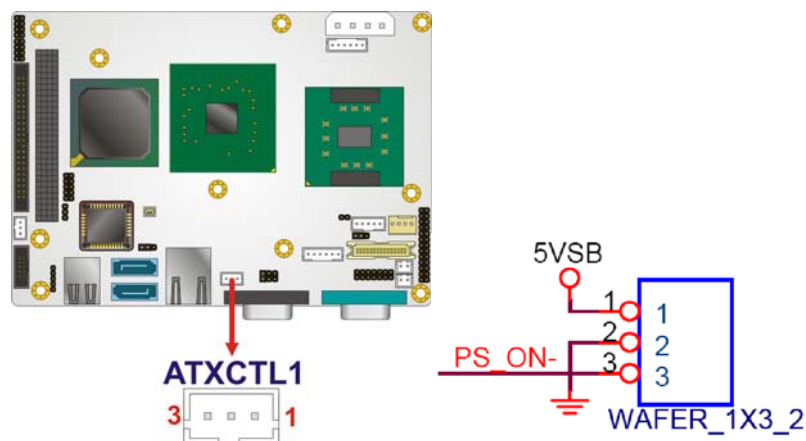 ATXCTL1
3 1
5VSB
1 1
2 2
PS_ON- 3 3
WAFER_1X3_2